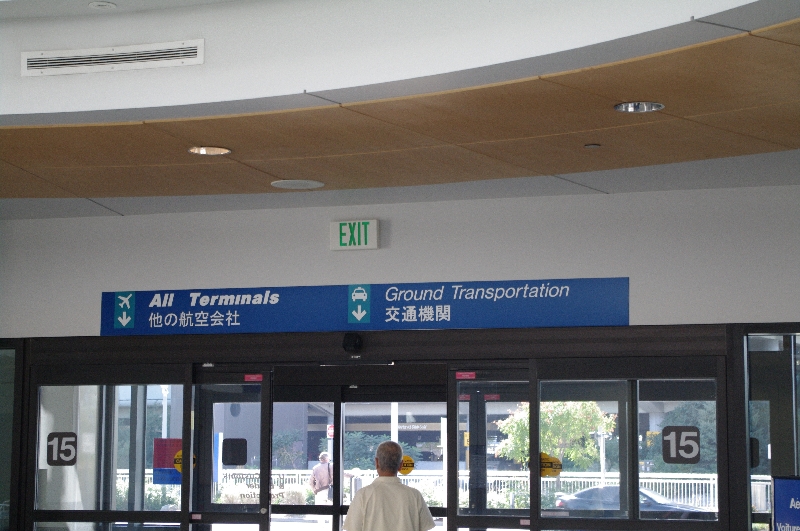 EXIT
All Terminals
他の航空会社
Ground Transportation
交通機関
15
15